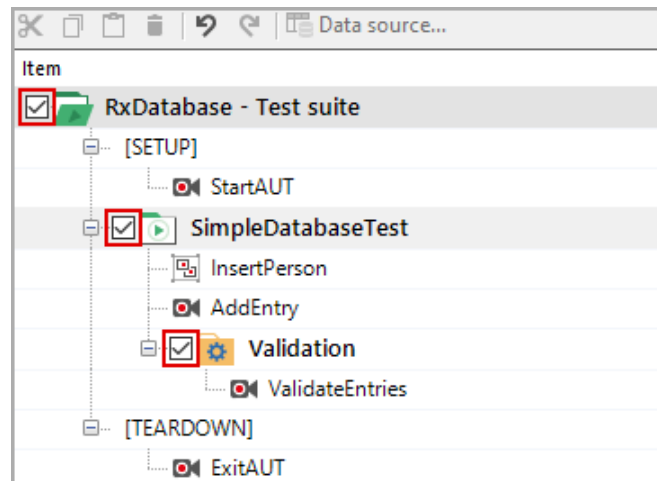 Data source...
Item
RxDatabase - Test suite
[SETUP]
StartAUT
SimpleDatabaseTest
InsertPerson
AddEntry
Validation
ValidateEntries
[TEARDOWN]
ExitAUT